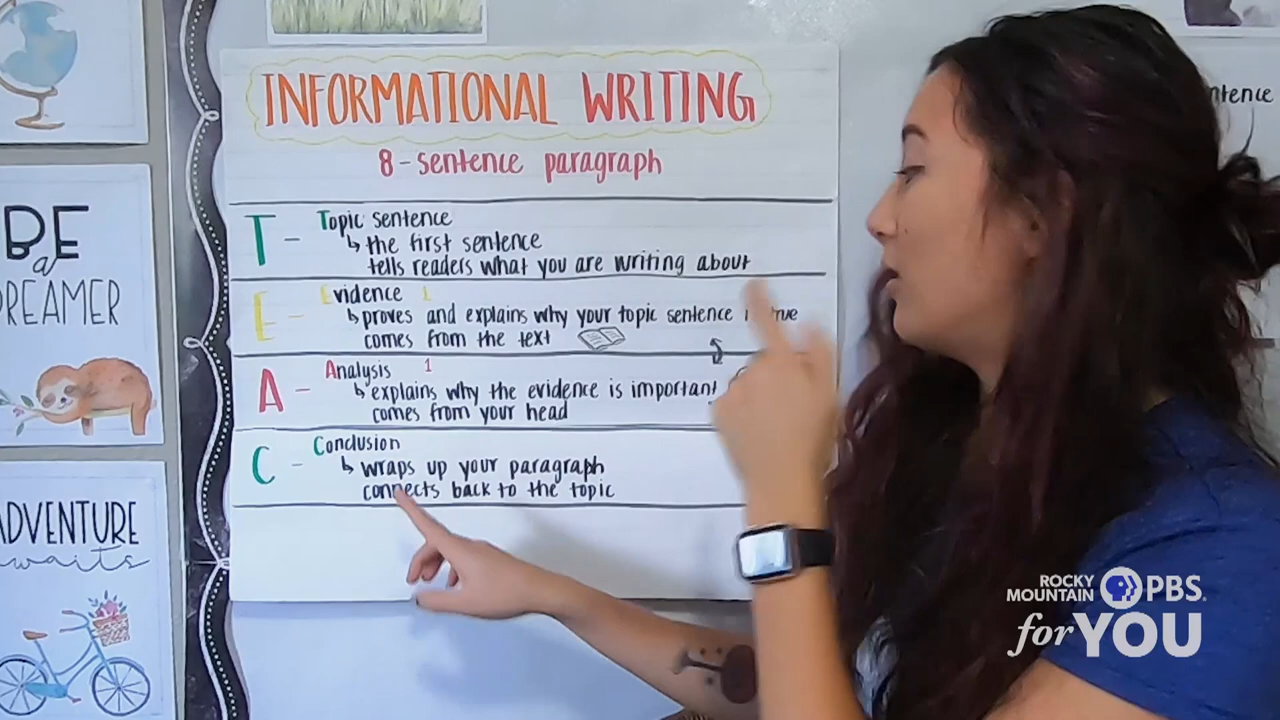 INFORMATIONAL WRITING
8-sentence paragraph
T - Topic sentence
↳ the first sentence
tells readers what you are writing about
E - Evidence 1
↳ proves and explains why your topic sentence
comes from the text
A - Analysis 1
↳ explains why the evidence is important
comes from your head
C - Conclusion
↳ wraps up your paragraph
connects back to the topic
BE
a
DREAMER
ADVENTURE
awaits
ROCKY
MOUNTAIN PBS
for YOU